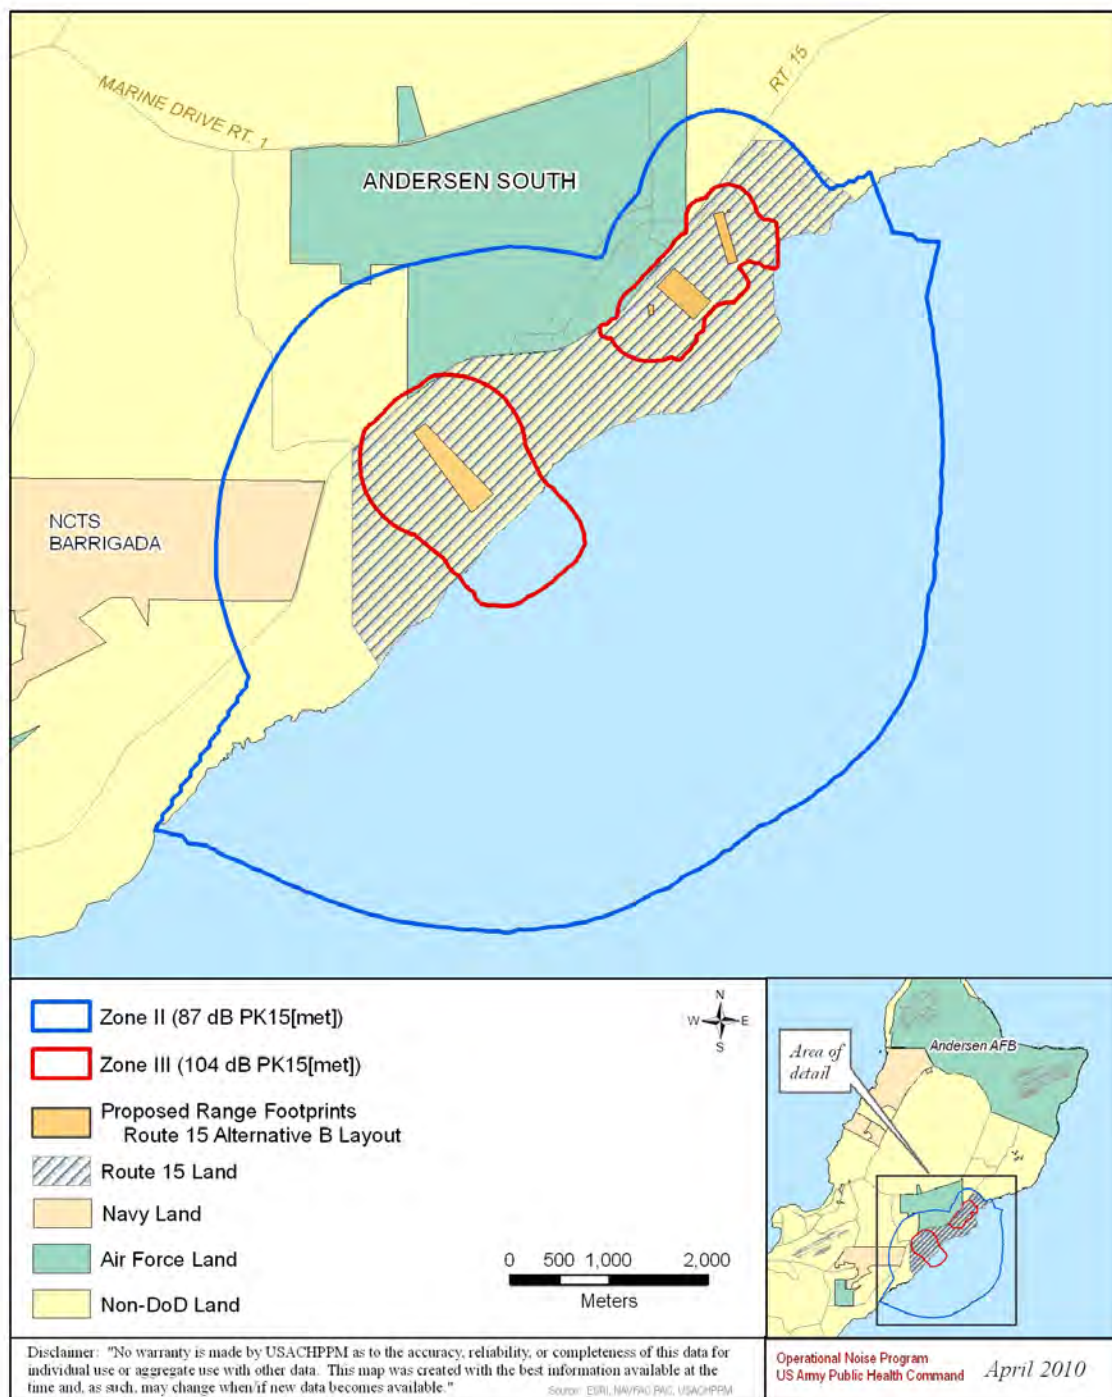 MARINE DRIVE RT. 1
RT. 15
ANDERSEN SOUTH
NCTS
BARRIGADA
Zone II (87 dB PK15[met])
Zone III (104 dB PK15[met])
Proposed Range Footprints
Route 15 Alternative B Layout
Route 15 Land
Navy Land
Air Force Land
Non-DoD Land
N
W E
S
0 500 1,000 2,000
Meters
Area of
detail
Andersen AFB
Disclaimer: "No warranty is made by USACHPPM as to the accuracy, reliability, or completeness of this data for
individual use or aggregate use with other data. This map was created with the best information available at the
time and, as such, may change when/if new data becomes available."
Source: ESRI, NAVFAC PAC, USACHPPM
Operational Noise Program
US Army Public Health Command
April 2010